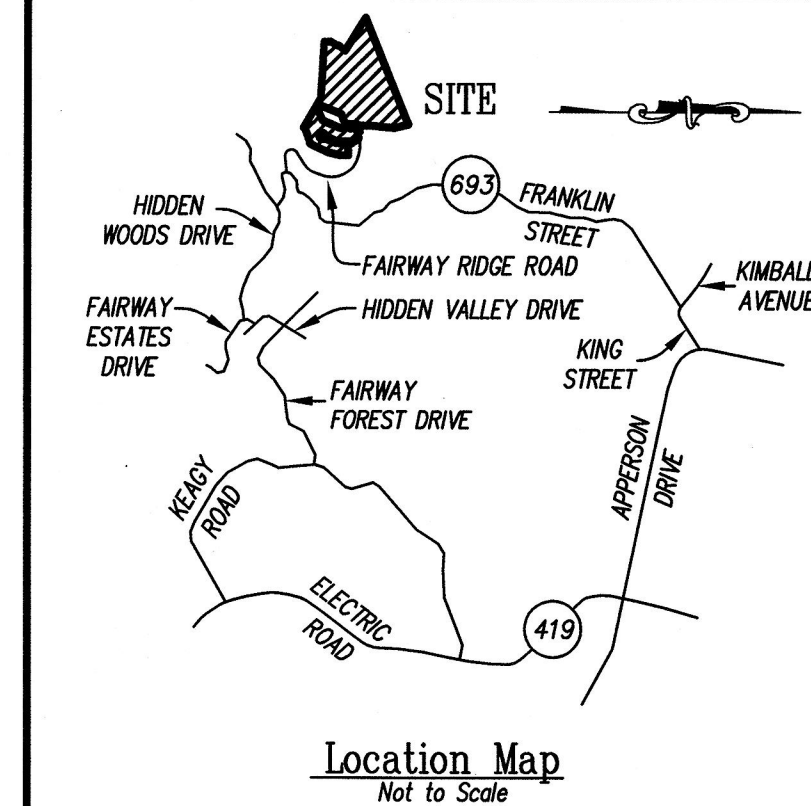 SITE
693
FRANKLIN
STREET
HIDDEN
WOODS DRIVE
FAIRWAY RIDGE ROAD
KIMBALL
AVENUE
FAIRWAY
ESTATES
DRIVE
HIDDEN VALLEY DRIVE
KING
STREET
FAIRWAY
FOREST DRIVE
APPERSON
DRIVE
KEAGY
ROAD
ELECTRIC
ROAD
419
Location Map
Not to Scale